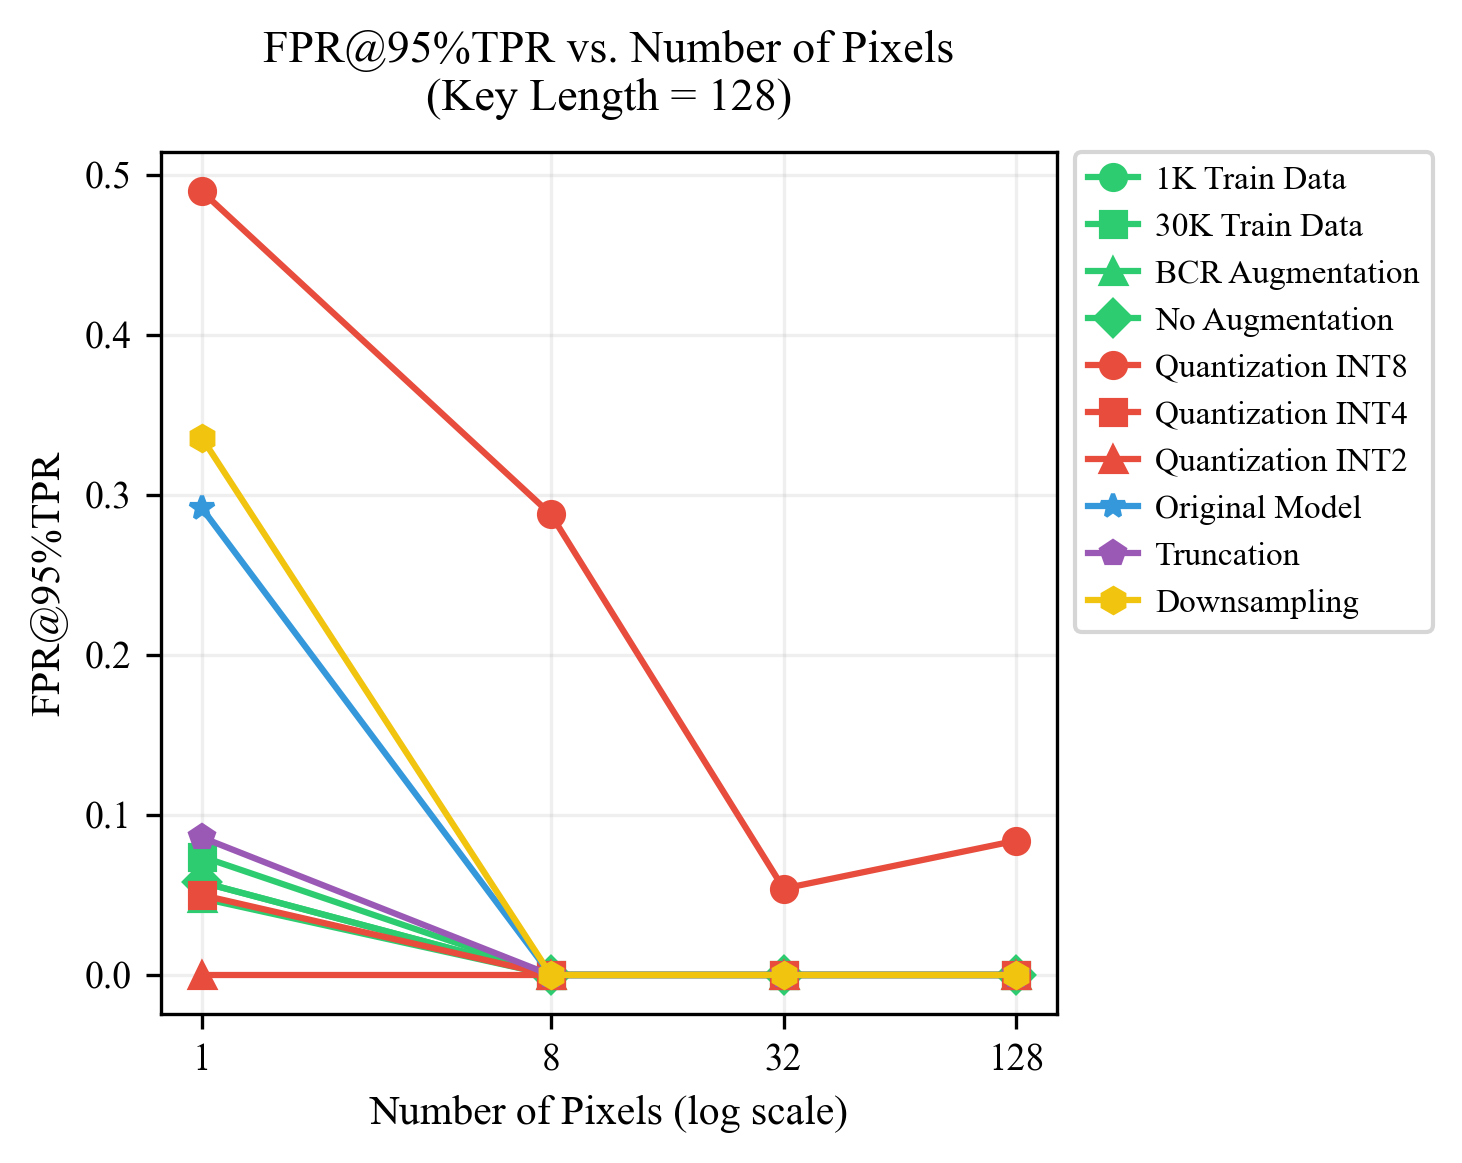 FPR@95%TPR vs. Number of Pixels
(Key Length = 128)
0.5
0.4
0.3
0.2
0.1
0.0
FPR@95%TPR
1
8
32
128
Number of Pixels (log scale)
1K Train Data
30K Train Data
BCR Augmentation
No Augmentation
Quantization INT8
Quantization INT4
Quantization INT2
Original Model
Truncation
Downsampling